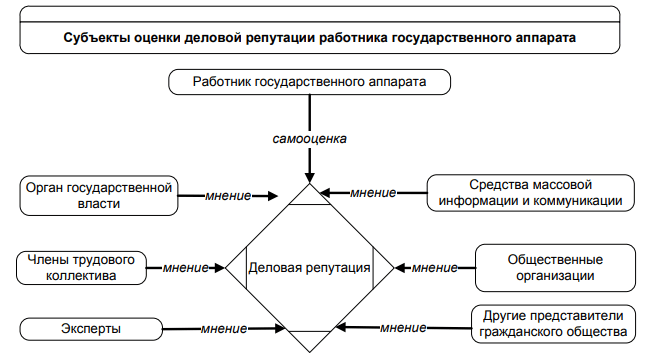 Субъекты оценки деловой репутации работника государственного аппарата
Работник государственного аппарата
самооценка
Орган государственной
власти
мнение
мнение
Средства массовой
информации и коммуникации
Члены трудового
коллектива
мнение
Деловая репутация
мнение
Общественные
организации
Эксперты
мнение
мнение
Другие представители
гражданского общества